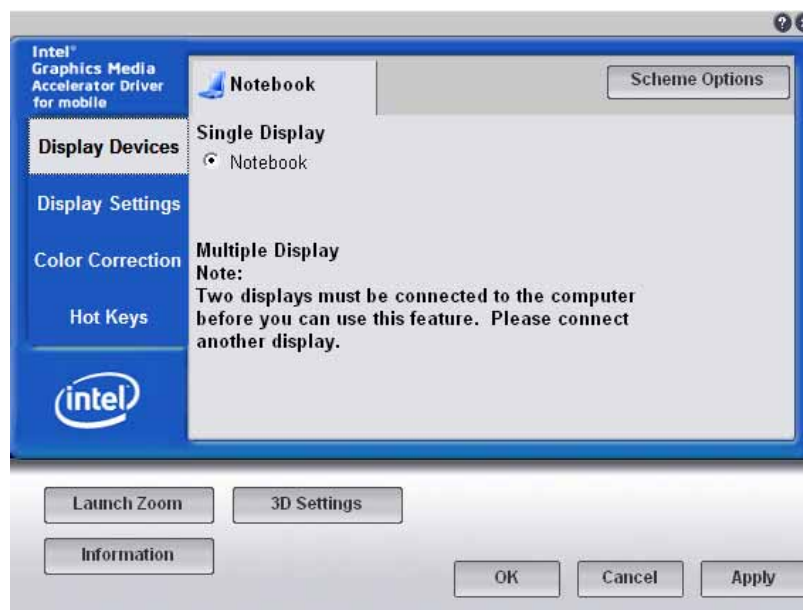 Intel®
Graphics Media
Accelerator Driver
for mobile
Notebook
Scheme Options
Display Devices
Display Settings
Color Correction
Hot Keys
intel
Single Display
Notebook
Multiple Display
Note:
Two displays must be connected to the computer
before you can use this feature. Please connect
another display.
Launch Zoom
3D Settings
Information
OK
Cancel
Apply